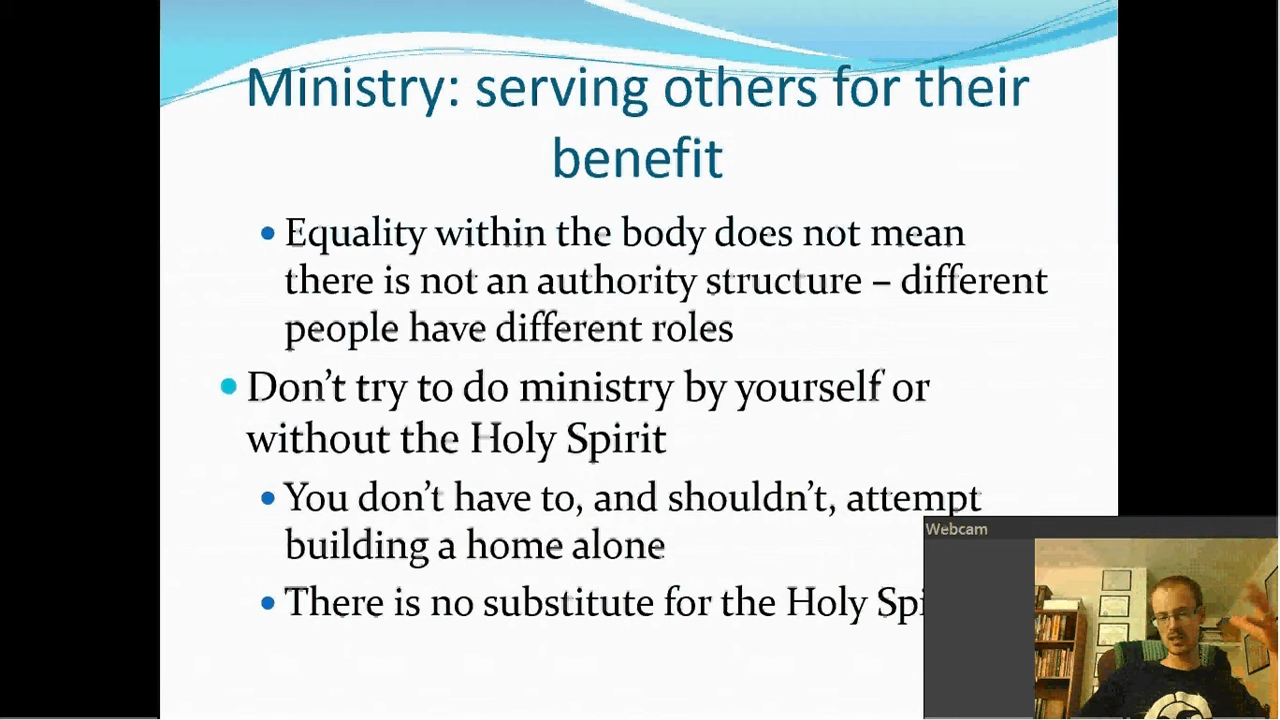 Ministry: serving others for their
benefit
• Equality within the body does not mean
there is not an authority structure – different
people have different roles
• Don't try to do ministry by yourself or
without the Holy Spirit
• You don't have to, and shouldn't, attempt
building a home alone
• There is no substitute for the Holy
Webcam